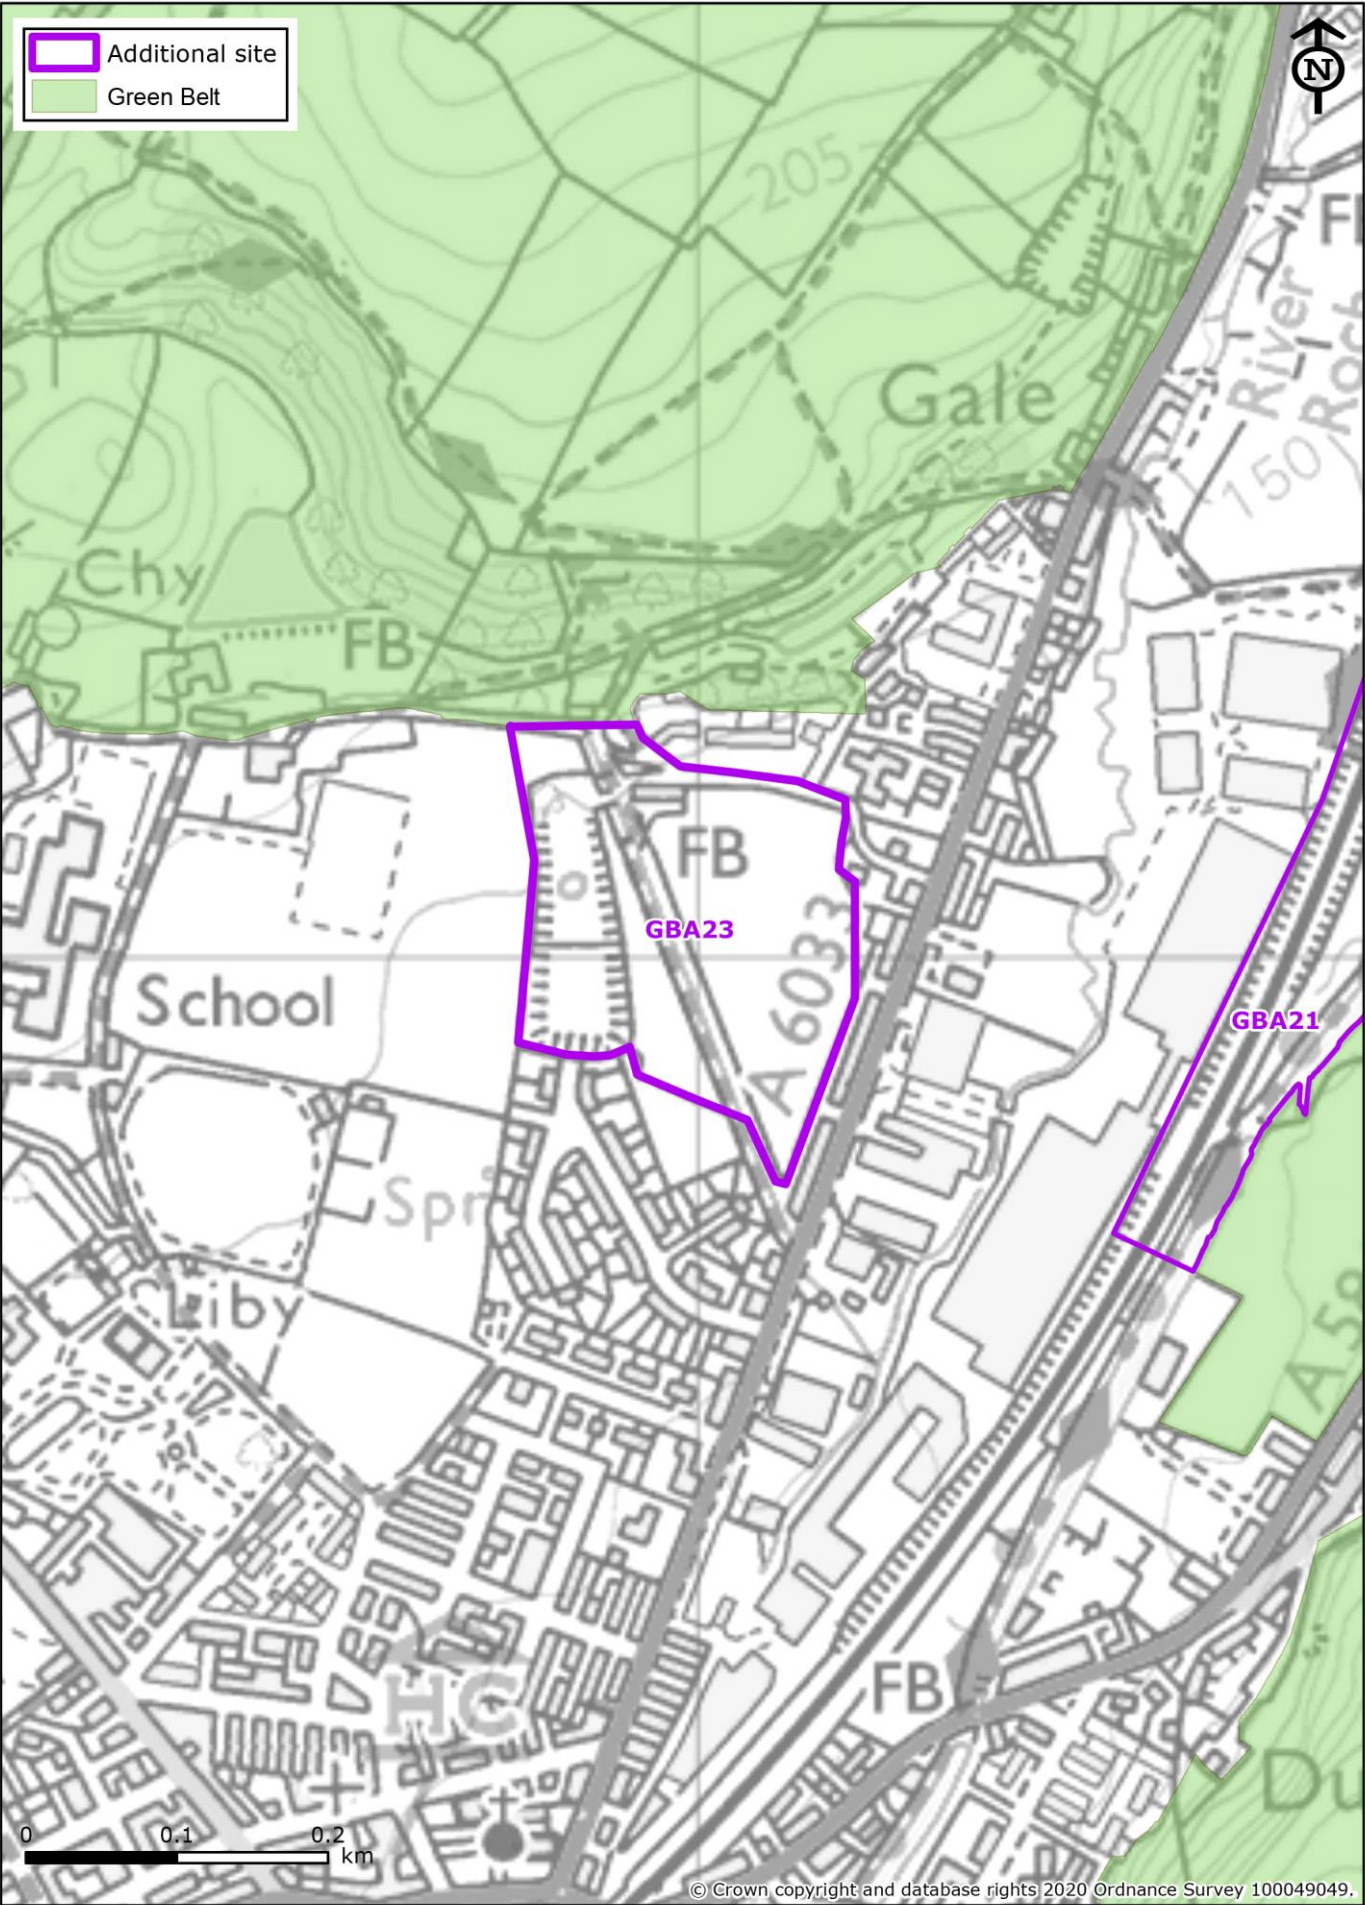 Additional site
Green Belt
N
205
Fl
River
Roch
Gale
150
Chy
FB
FB
GBA23
A 6033
School
GBA21
Spr
Liby
A 58
FB
HC
Du
0 0.1 0.2
km
© Crown copyright and database rights 2020 Ordnance Survey 100049049.